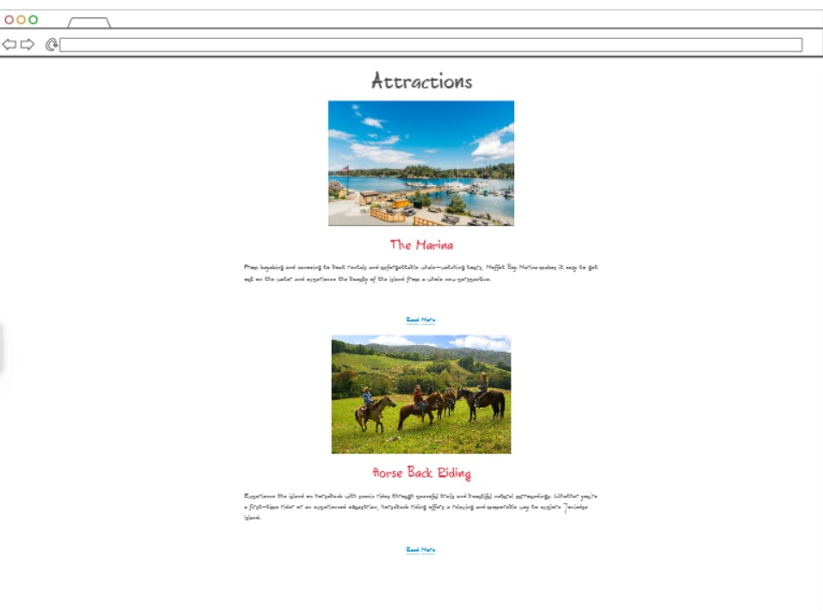 Attractions
The Marina
From kayaking and canoeing to boat rentals and unforgettable whale-watching tours, Moffat Bay Marina makes it easy to get
out on the water and experience the beauty of the island from a whole new perspective.
Read More
Horse Back Riding
Experience the island on horseback with scenic rides through peaceful trails and beautiful natural surroundings. Whether you're
a first-time rider or an experienced equestrian, horseback riding offers a relaxing and memorable way to explore
island.
Read More